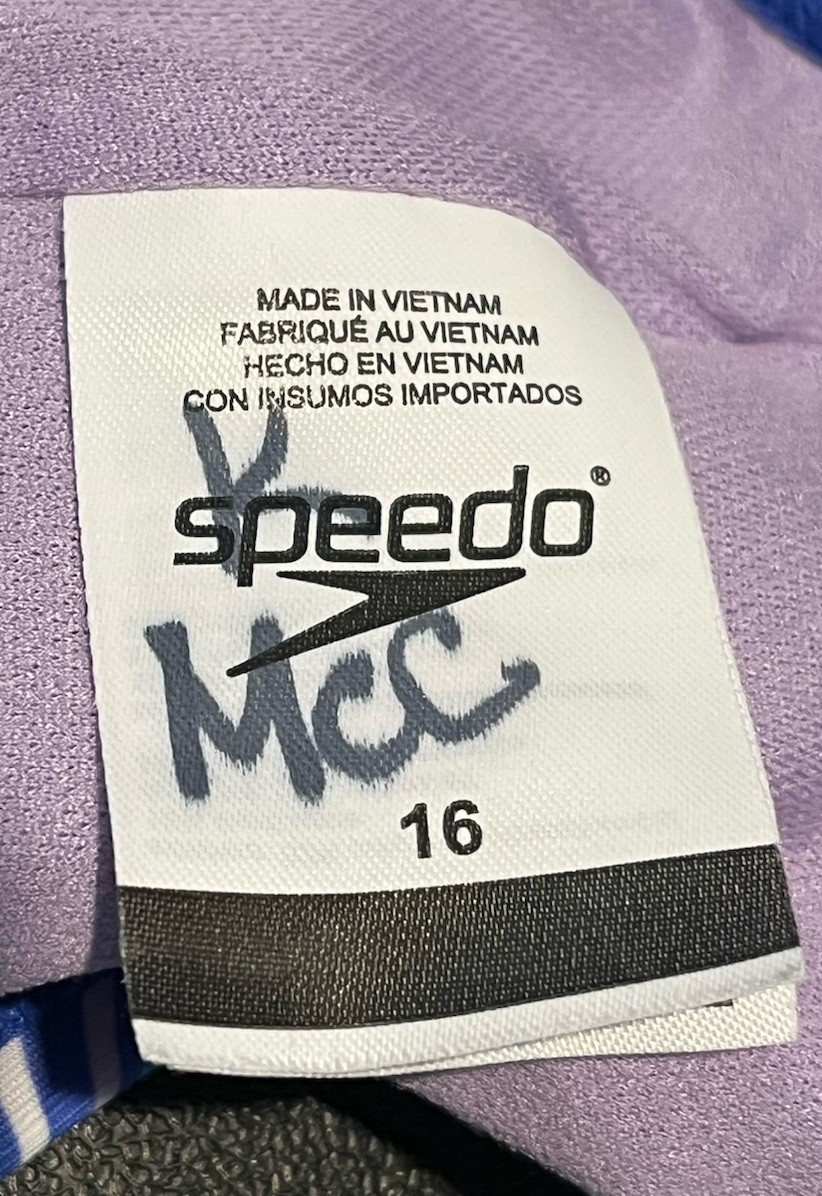 MADE IN VIETNAM
FABRIQUÉ AU VIETNAM
HECHO EN VIETNAM
CON INSUMOS IMPORTADOS
K
speedo®
McC
16